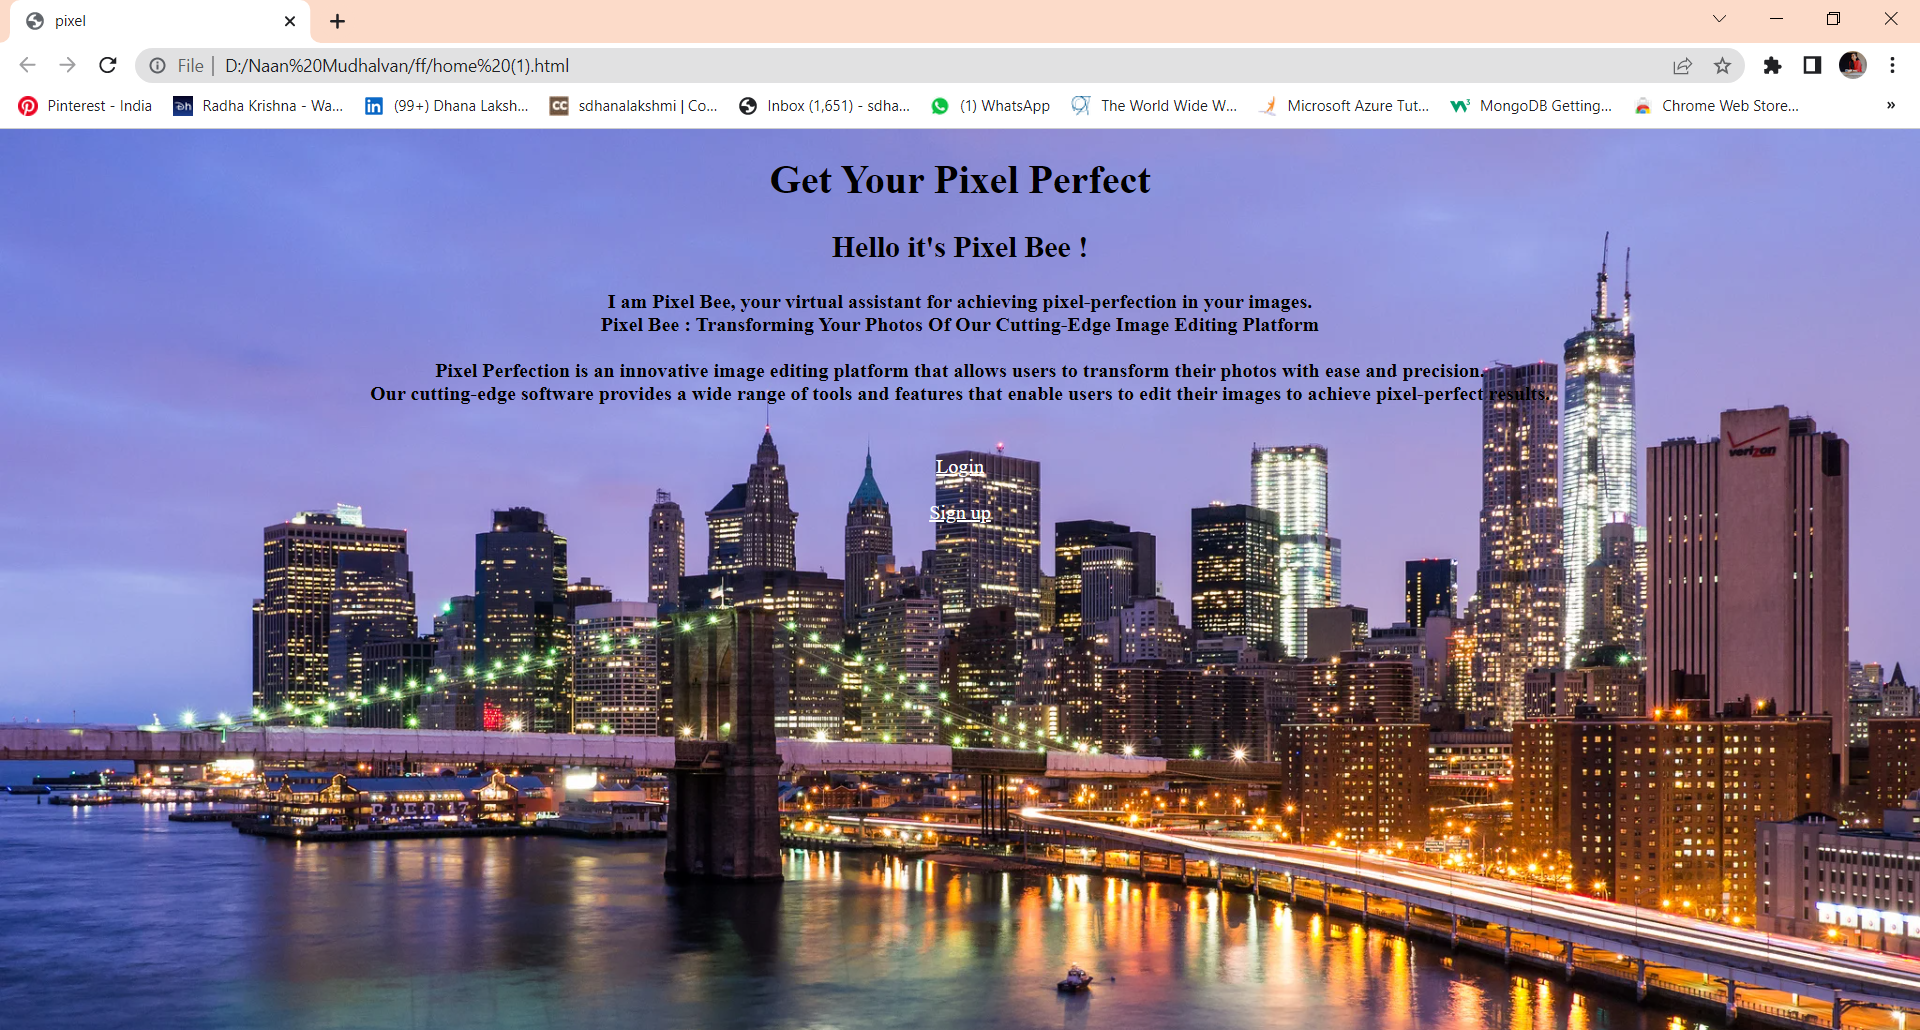 pixel
File | D:/Naan%20Mudhalvan/ff/home%20(1).html
Pinterest - India
Radha Krishna - Wa...
(99+) Dhana Laksh...
sdhanalakshmi | Co...
Inbox (1,651) - sdha...
(1) WhatsApp
The World Wide W...
Microsoft Azure Tut...
MongoDB Getting...
Chrome Web Store...
Get Your Pixel Perfect
Hello it's Pixel Bee !
I am Pixel Bee, your virtual assistant for achieving pixel-perfection in your images.
Pixel Bee : Transforming Your Photos Of Our Cutting-Edge Image Editing Platform
Pixel Perfection is an innovative image editing platform that allows users to transform their photos with ease and precision.
Our cutting-edge software provides a wide range of tools and features that enable users to edit their images to achieve pixel-perfect results.
Login
Sign up
verizon
PIER 17